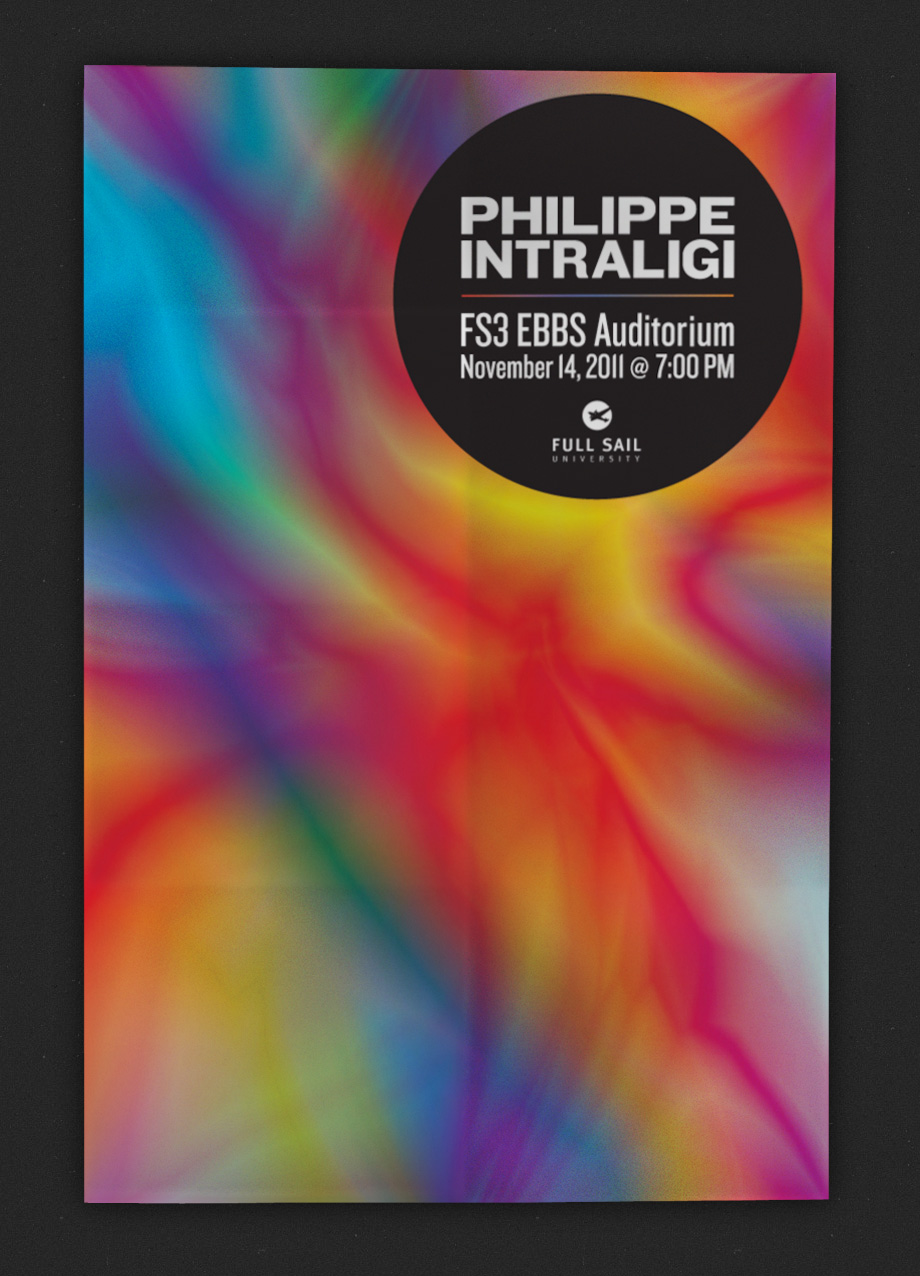 PHILIPPE
INTRALIGI
FS3 EBBS Auditorium
November 14, 2011 @ 7:00 PM
FULL SAIL
UNIVERSITY